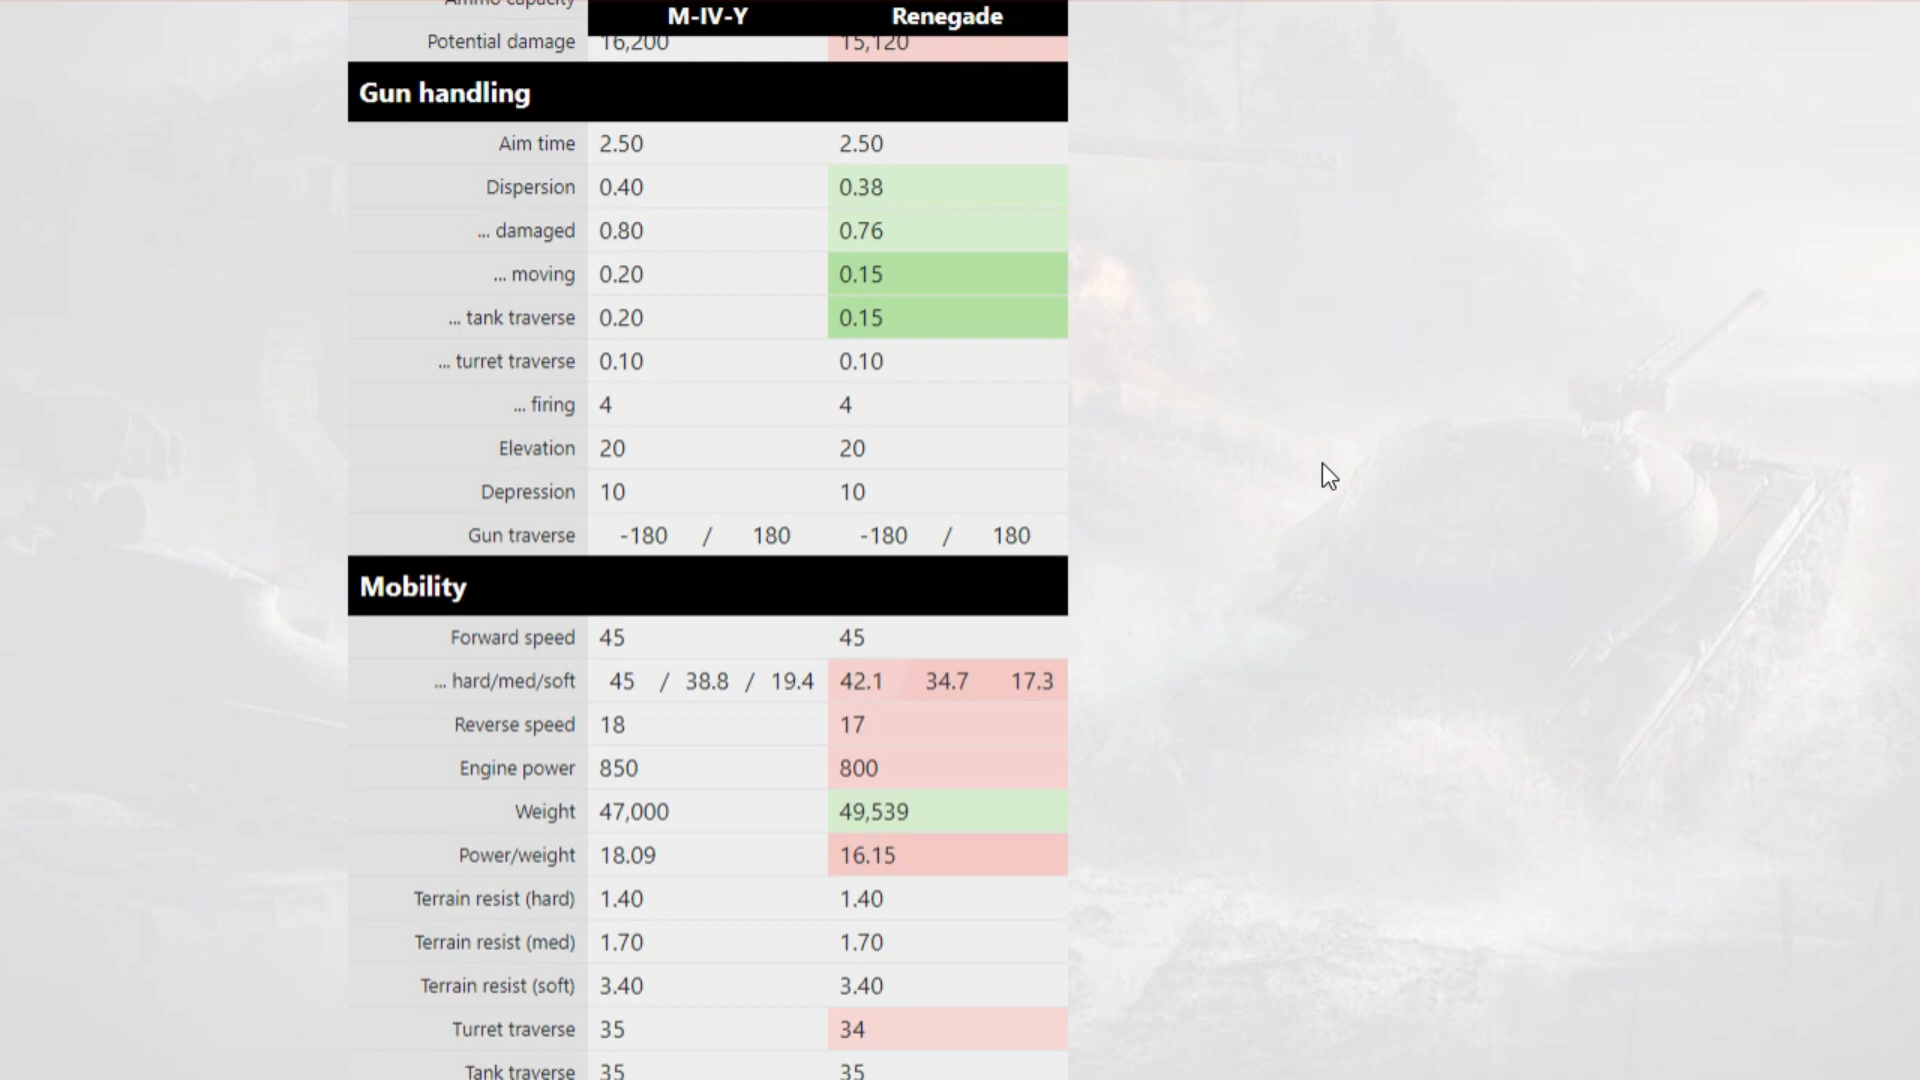 Ammo capacity
M-IV-Y Renegade
Potential damage 16,200 15,120
Gun handling
Aim time 2.50 2.50
Dispersion 0.40 0.38
... damaged 0.80 0.76
... moving 0.20 0.15
... tank traverse 0.20 0.15
... turret traverse 0.10 0.10
... firing 4 4
Elevation 20 20
Depression 10 10
Gun traverse -180 / 180 -180 / 180
Mobility
Forward speed 45 45
... hard/med/soft 45 / 38.8 / 19.4 42.1 34.7 17.3
Reverse speed 18 17
Engine power 850 800
Weight 47,000 49,539
Power/weight 18.09 16.15
Terrain resist (hard) 1.40 1.40
Terrain resist (med) 1.70 1.70
Terrain resist (soft) 3.40 3.40
Turret traverse 35 34
Tank traverse 35 35